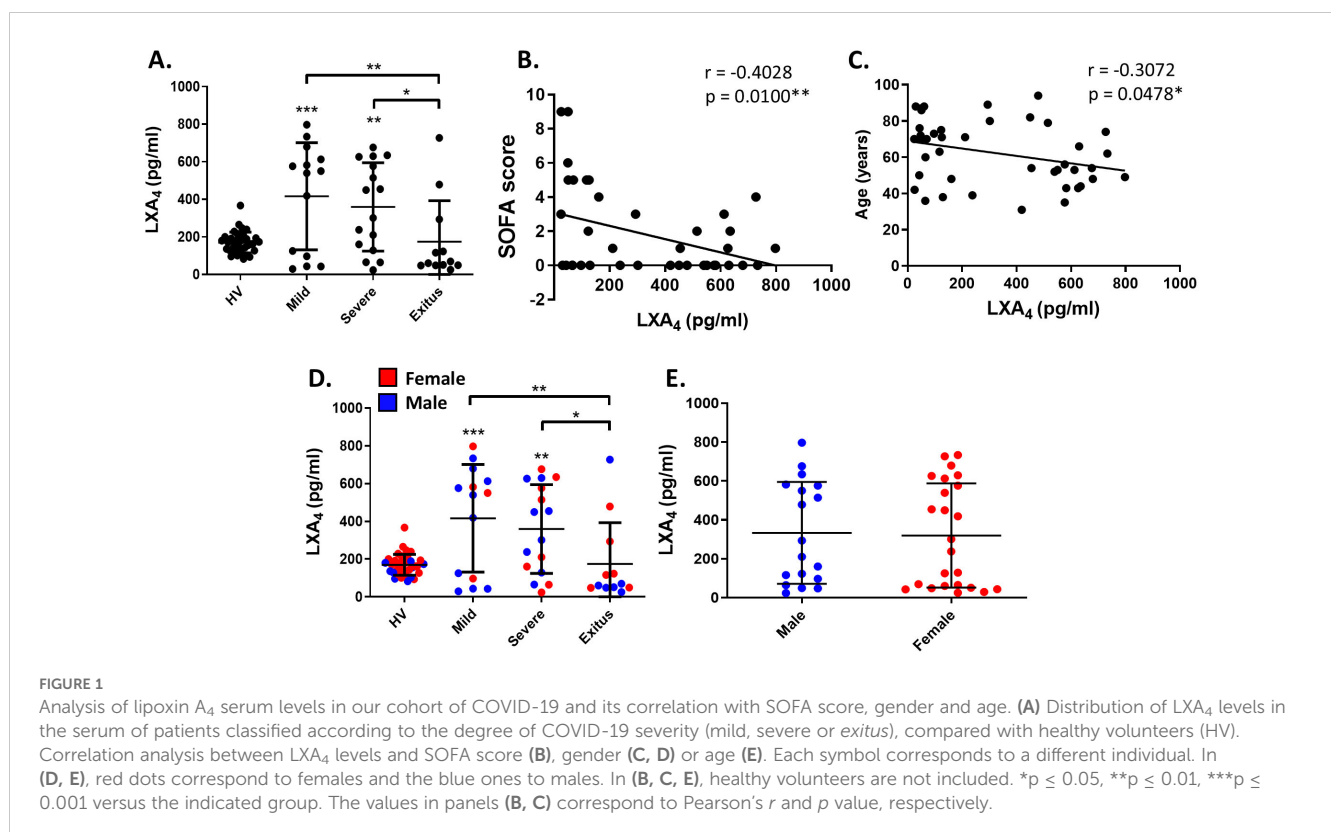 A.
**
*
***
**
LXA4 (pg/ml)
1000
800
600
400
200
0
HV
Mild
Severe
Exitus
B.
r = -0.4028
p = 0.0100**
SOFA score
10
8
6
4
2
0
-2
200
400
600
800
1000
LXA4 (pg/ml)
C.
r = -0.3072
p = 0.0478*
Age (years)
100
80
60
40
20
0
0
200
400
600
800
1000
LXA4 (pg/ml)
D.
Female
Male
**
*
***
**
LXA4 (pg/ml)
1000
800
600
400
200
0
HV
Mild
Severe
Exitus
E.
LXA4 (pg/ml)
1000
800
600
400
200
0
Male
Female
FIGURE 1
Analysis of lipoxin A4 serum levels in our cohort of COVID-19 and its correlation with SOFA score, gender and age. (A) Distribution of LXA4 levels in
the serum of patients classified according to the degree of COVID-19 severity (mild, severe or exitus), compared with healthy volunteers (HV).
Correlation analysis between LXA4 levels and SOFA score (B), gender (C, D) or age (E). Each symbol corresponds to a different individual. In
(D, E), red dots correspond to females and the blue ones to males. In (B, C, E), healthy volunteers are not included. *p ≤ 0.05, **p ≤ 0.01, ***p ≤
0.001 versus the indicated group. The values in panels (B, C) correspond to Pearson's r and p value, respectively.